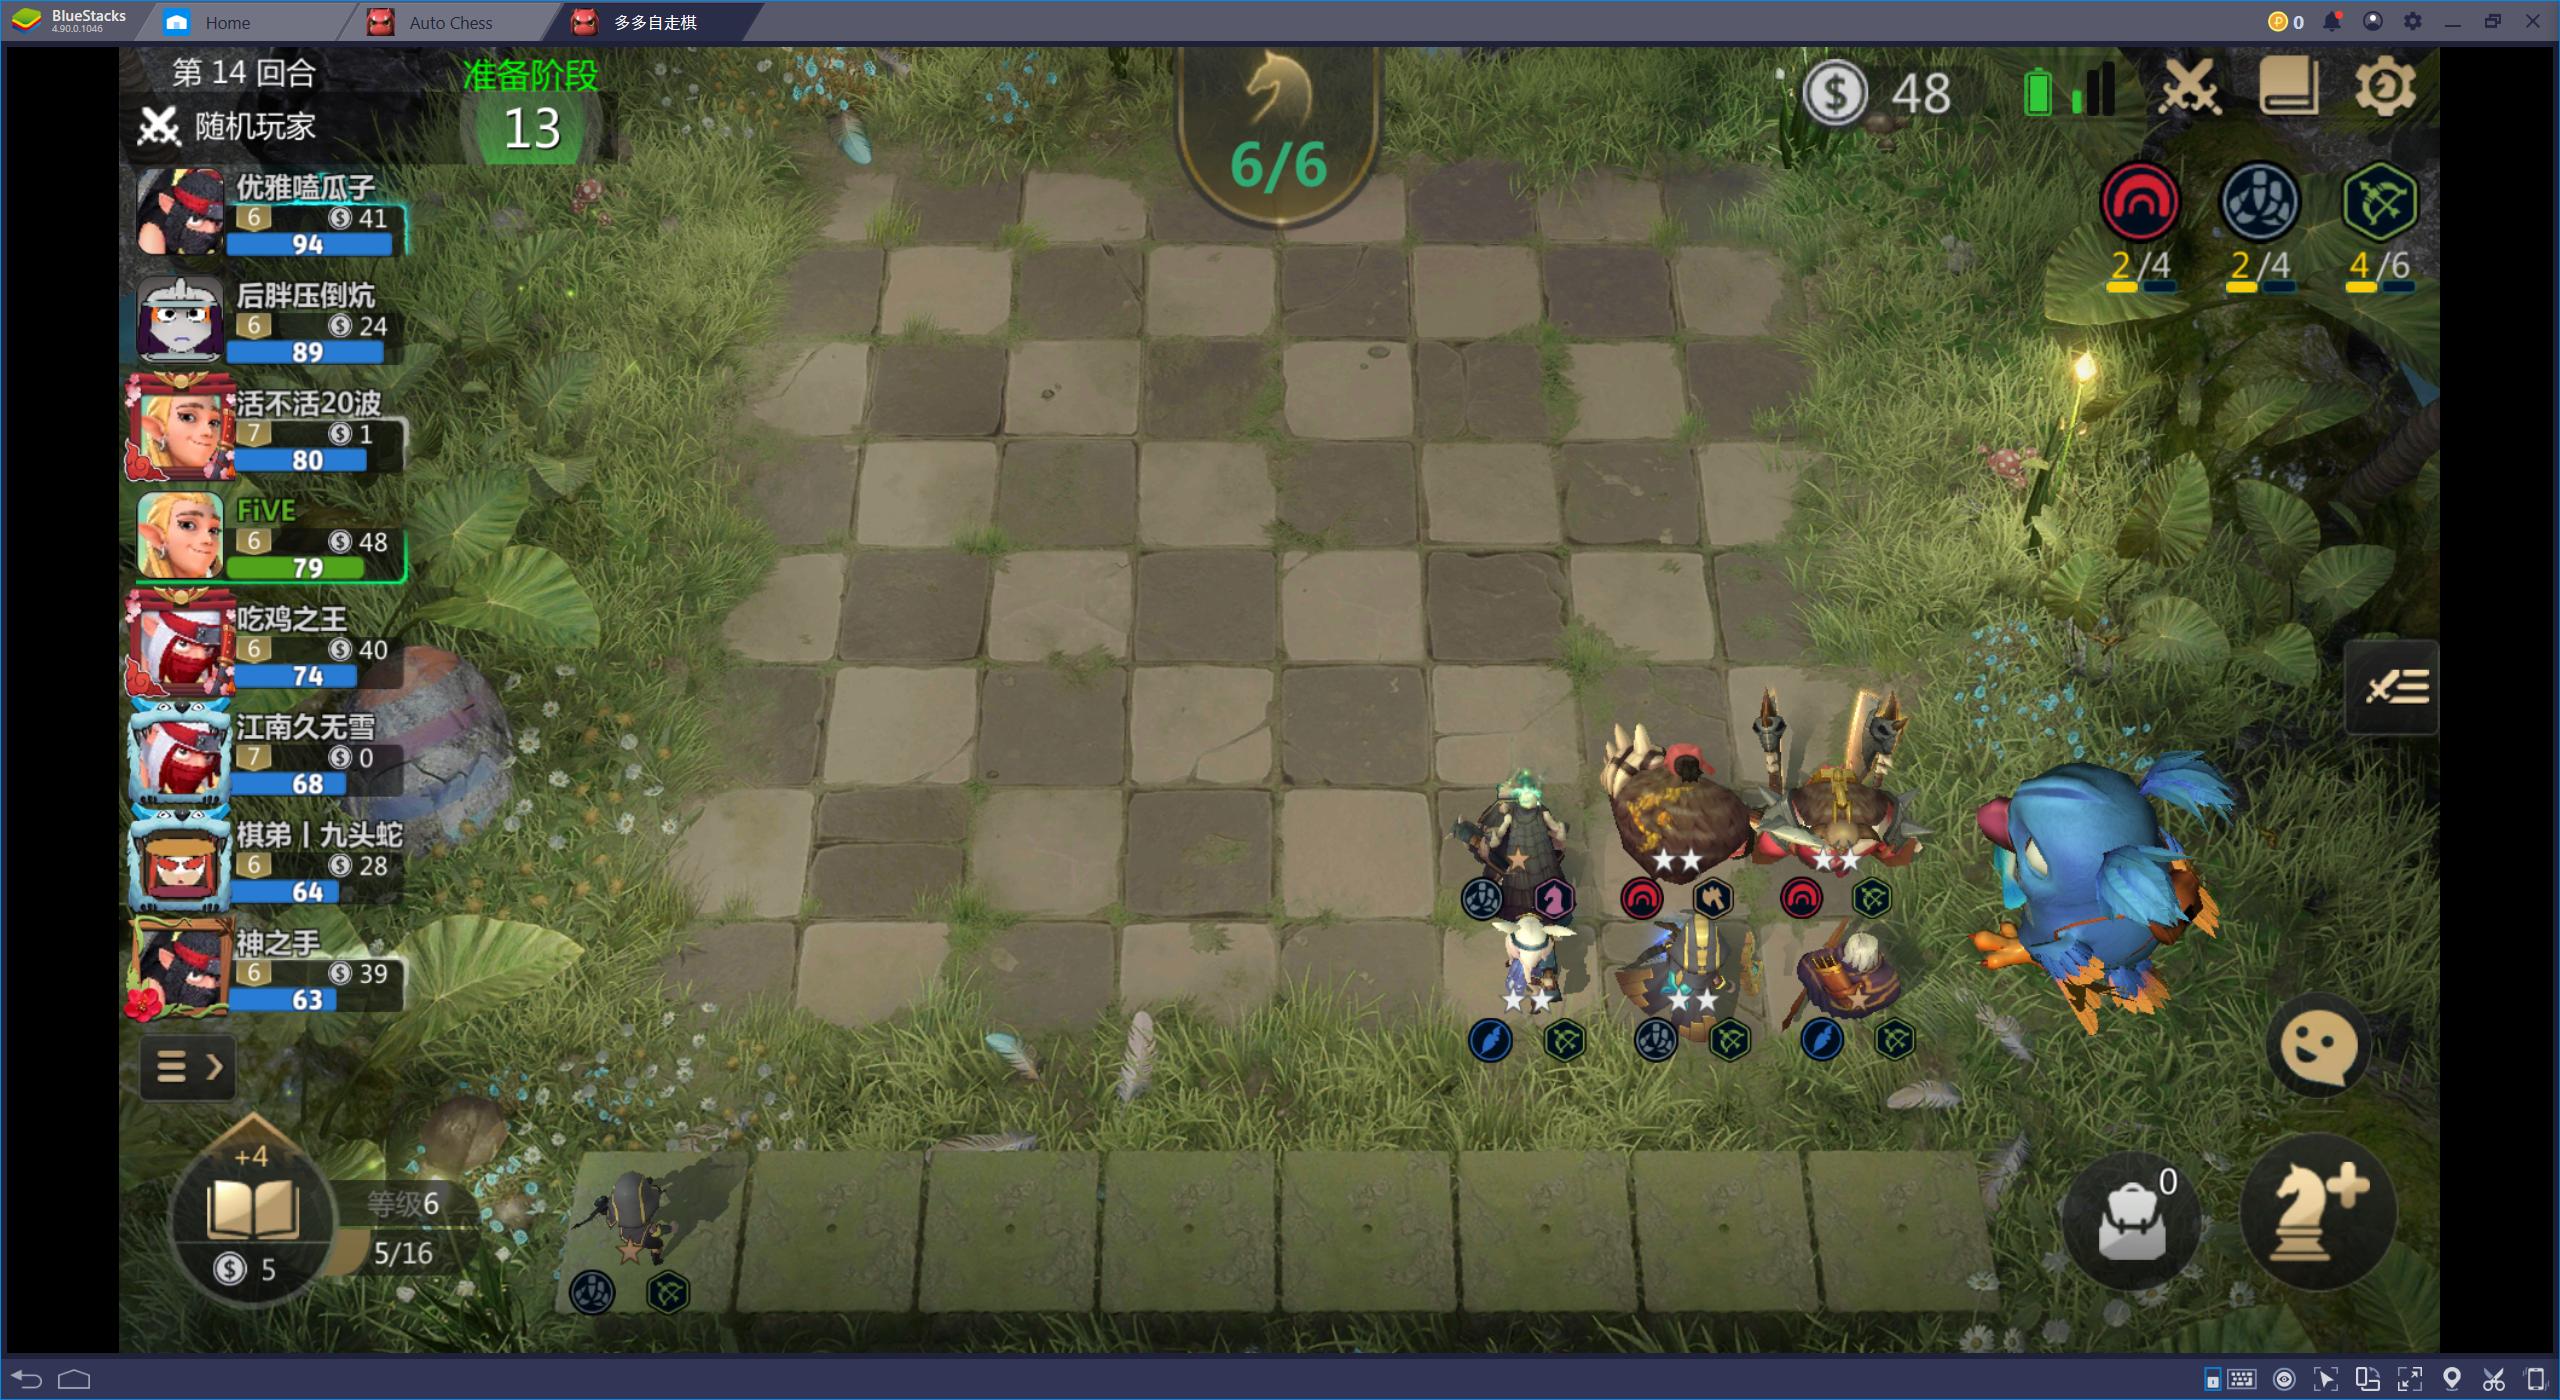 BlueStacks
4.90.0.1046
Home
Auto Chess
多多自走棋
0
第 14 回合
准备阶段
随机玩家
13
6/6
48
2/4
2/4
4/6
优雅嗑瓜子
6
41
94
后胖压倒炕
6
24
89
活不活20波
7
1
80
FiVE
6
48
79
吃鸡之王
6
40
74
江南久无雪
7
0
68
棋弟丨九头蛇
6
28
64
神之手
6
39
63
+4
等级6
5/16
5
0